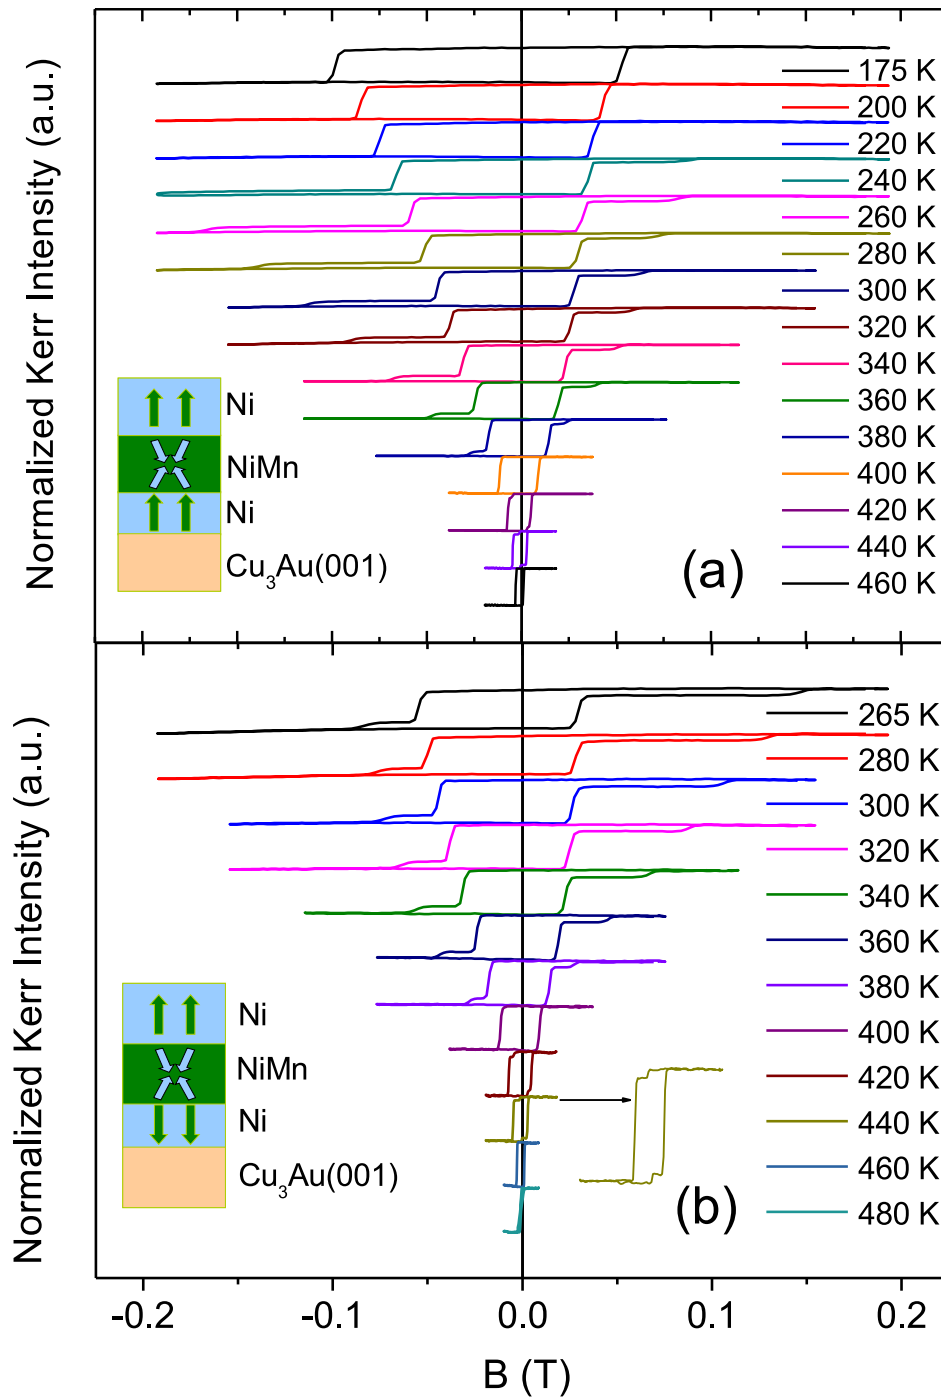 Normalized Kerr Intensity (a.u.)
175 K
200 K
220 K
240 K
260 K
280 K
300 K
320 K
340 K
360 K
380 K
400 K
420 K
440 K
460 K
Ni
NiMn
Ni
Cu₃Au(001)
(a)
Normalized Kerr Intensity (a.u.)
265 K
280 K
300 K
320 K
340 K
360 K
380 K
400 K
420 K
440 K
460 K
480 K
Ni
NiMn
Ni
Cu₃Au(001)
(b)
-0.2 -0.1 0.0 0.1 0.2
B (T)